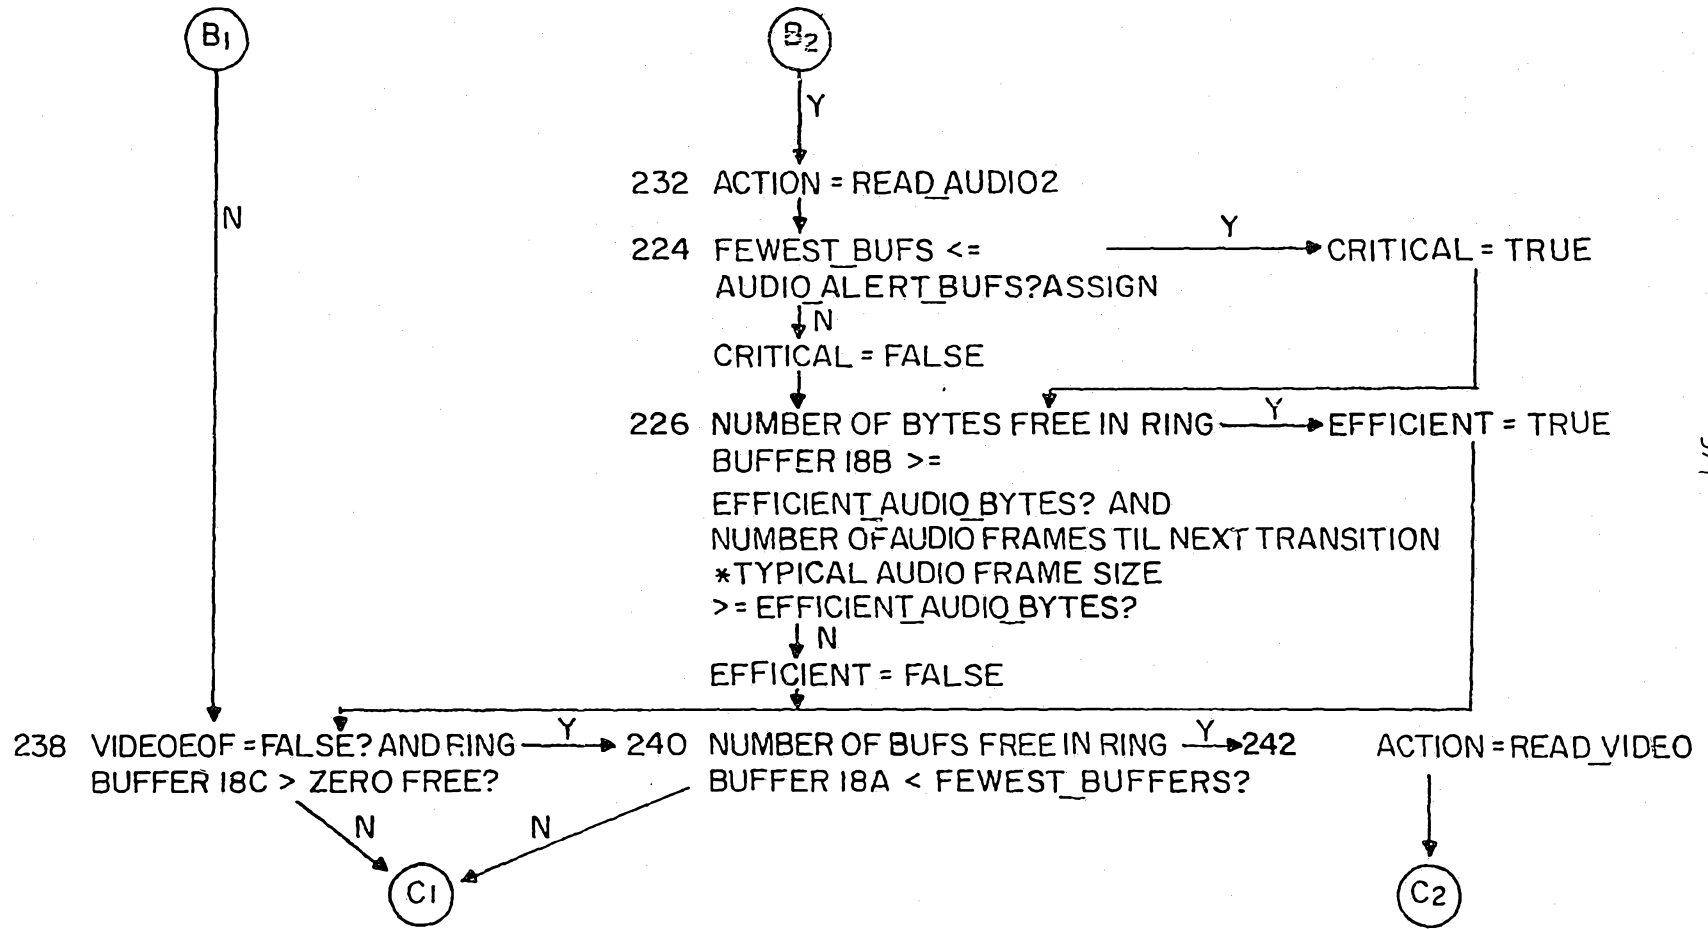 B1
B2
Y
232 ACTION = READ_AUDIO2
N
Y
224 FEWEST_BUFS <=
CRITICAL = TRUE
AUDIO_ALERT_BUFS?ASSIGN
N
CRITICAL = FALSE
226 NUMBER OF BYTES FREE IN RING
Y
EFFICIENT = TRUE
BUFFER 18B >=
EFFICIENT_AUDIO_BYTES? AND
NUMBER OF AUDIO FRAMES TIL NEXT TRANSITION
*TYPICAL AUDIO FRAME SIZE
>= EFFICIENT_AUDIO_BYTES?
N
EFFICIENT = FALSE
238 VIDEOEOF = FALSE? AND RING
BUFFER 18C > ZERO FREE?
Y
240 NUMBER OF BUFS FREE IN RING
BUFFER 18A < FEWEST_BUFFERS?
Y
242 ACTION = READ_VIDEO
N
N
C1
C2